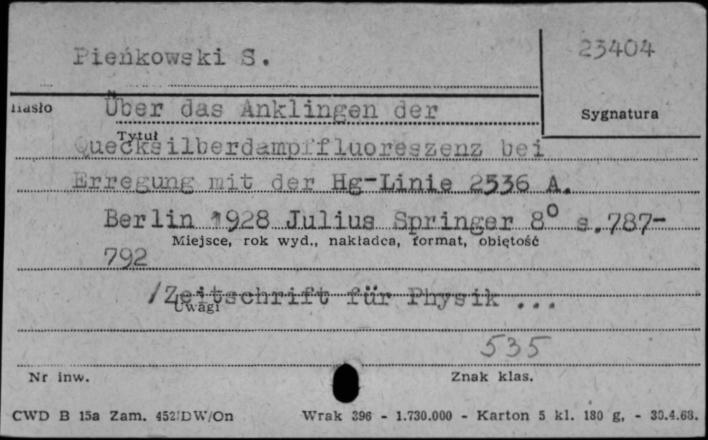 Pieńkowski S.
23404
Hasło
Über das Anklingen der
Sygnatura
Tytuł
Quecksilberdampffluoreszenz bei
Erregung mit der Hg-Linie 2536 A.
Berlin 1928 Julius Springer 8° s.787-
Miejsce, rok wyd., nakładca, format, objętość
792
/Zeitschrift für Physik ...
Uwagi
535
Nr inw.
Znak klas.
CWD B 15a Zam. 452/DW/On Wrak 396 - 1.730.000 - Karton 5 kl. 180 g, - 30.4.68.